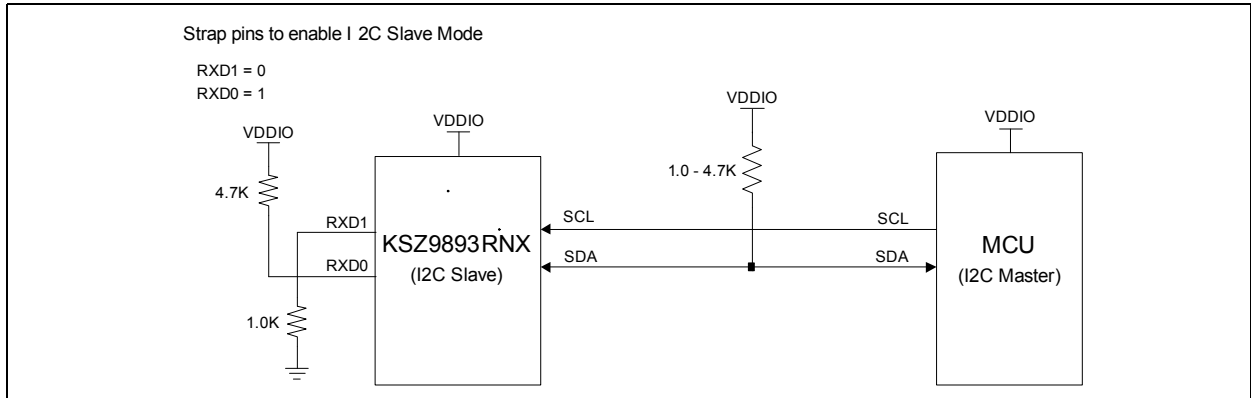 Strap pins to enable I 2C Slave Mode
RXD1 = 0
RXD0 = 1
VDDIO
VDDIO
VDDIO
VDDIO
4.7K
1.0 - 4.7K
RXD1
RXD0
KSZ9893RNX
(I2C Slave)
SCL
SCL
SDA
SDA
MCU
(I2C Master)
1.0K